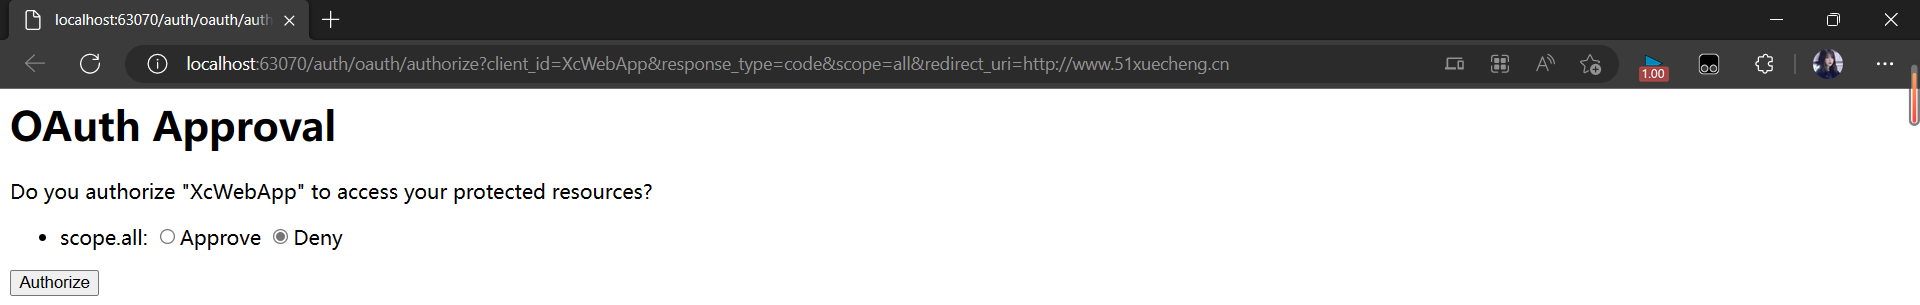 localhost:63070/auth/oauth/auth
localhost:63070/auth/oauth/authorize?client_id=XcWebApp&response_type=code&scope=all&redirect_uri=http://www.51xuecheng.cn
1.00
OAuth Approval
Do you authorize "XcWebApp" to access your protected resources?
• scope.all: Approve Deny
Authorize